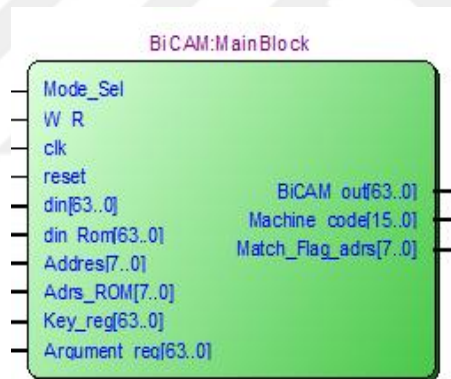 BiCAM:MainBlock
Mode_Sel
W R
clk
reset
din[63..0]
din Rom[63..0]
Addres[7..0]
Adrs_ROM[7..0]
Key_reg[63..0]
Argument reg[63..0]
BiCAM out[63..0]
Machine code[15..0]
Match_Flag_adrs[7..0]